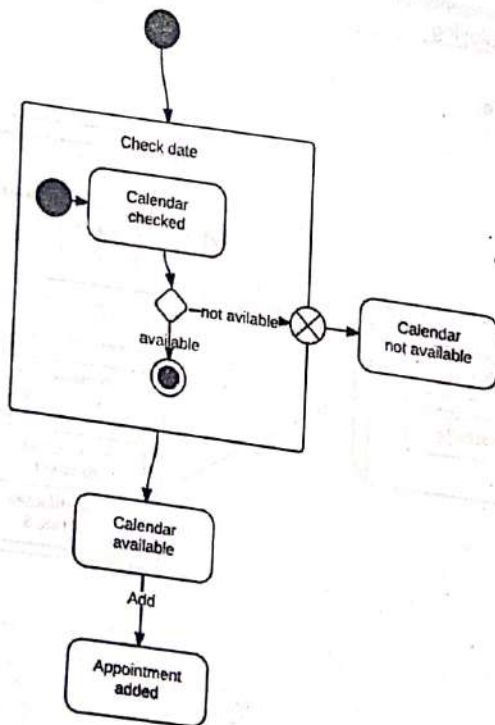 Check date
Calendar
checked
not avilable
available
Calendar
not available
Calendar
available
Add
Appointment
added